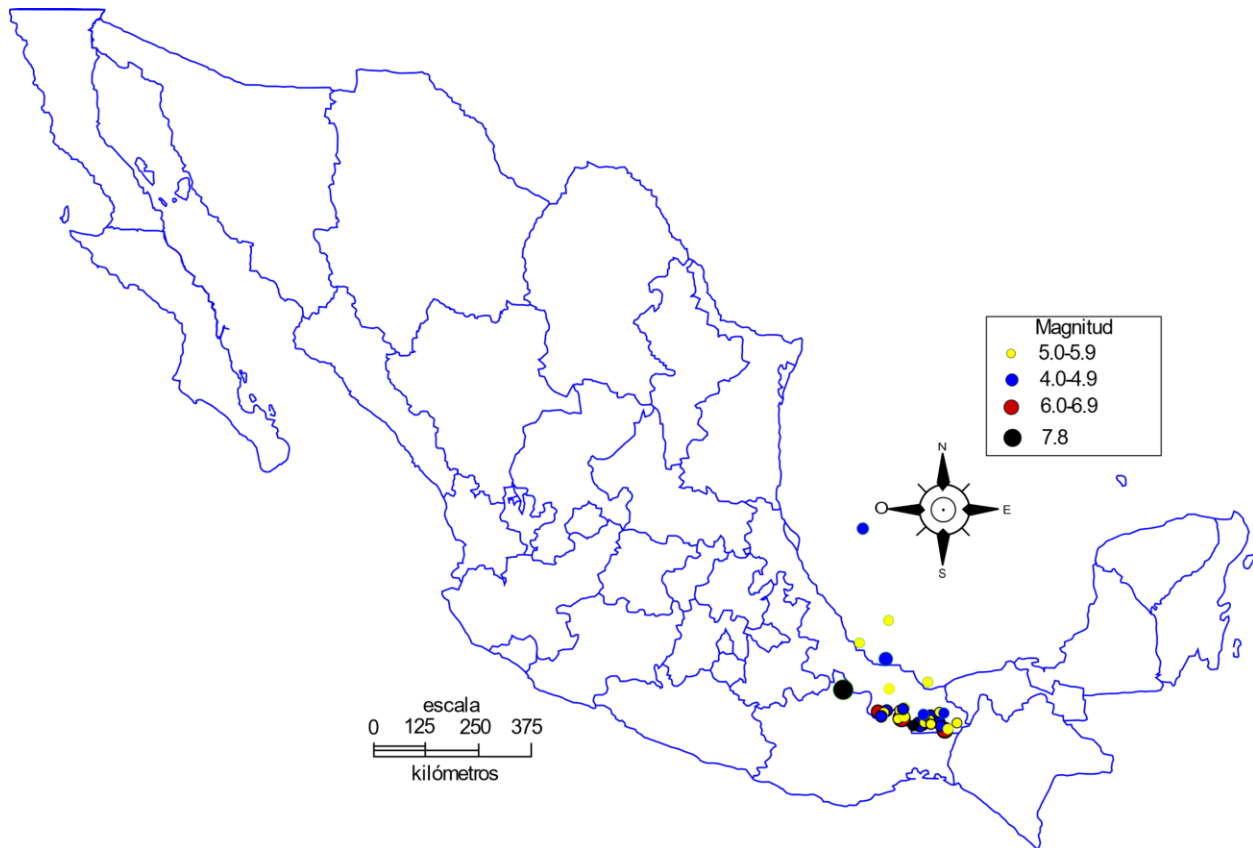 Magnitud
5.0-5.9
4.0-4.9
6.0-6.9
7.8
N
O
E
S
escala
0 125 250 375
kilómetros